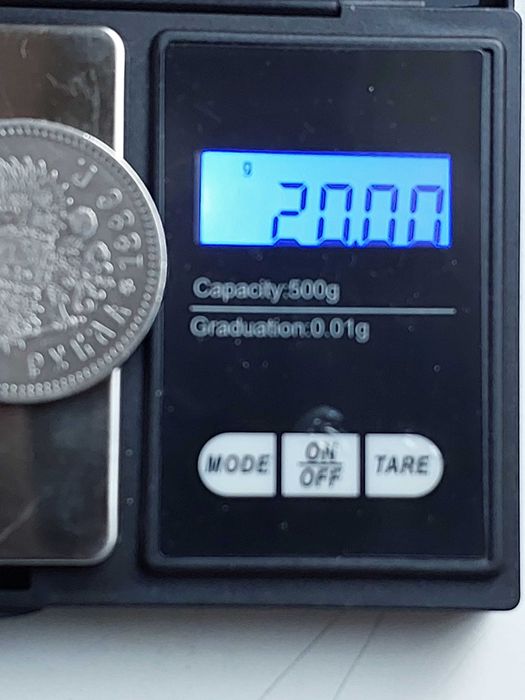 g
20.00
Capacity:500g
Graduation:0.01g
MODE
ON
OFF
TARE